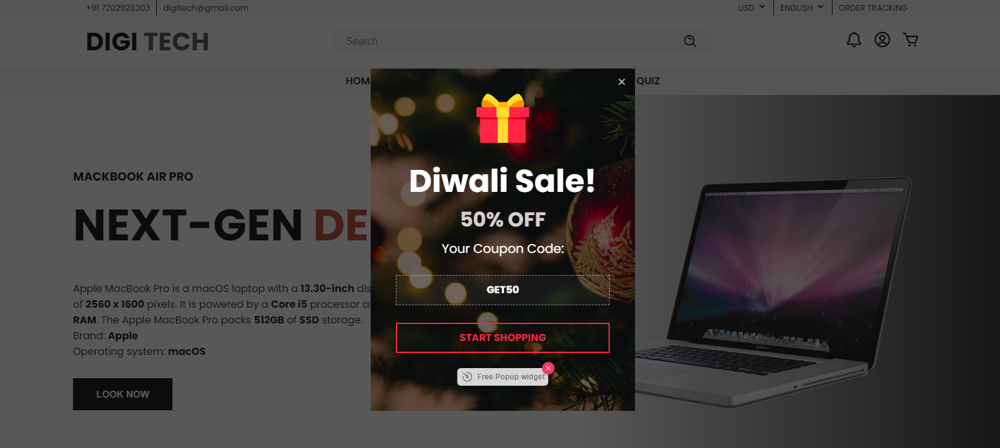 +91 7202929303 digitech@gmail.com USD ENGLISH ORDER TRACKING
DIGI TECH
Search
HOM QUIZ
MACKBOOK AIR PRO
NEXT-GEN DE
Apple MacBook Pro is a macOS laptop with a 13.30-inch dis
of 2560 x 1600 pixels. It is powered by a Core i5 processor a
RAM. The Apple MacBook Pro packs 512GB of SSD storage.
Brand: Apple
Operating system: macOS
LOOK NOW
Diwali Sale!
50% OFF
Your Coupon Code:
GET50
START SHOPPING
Free Popup widget